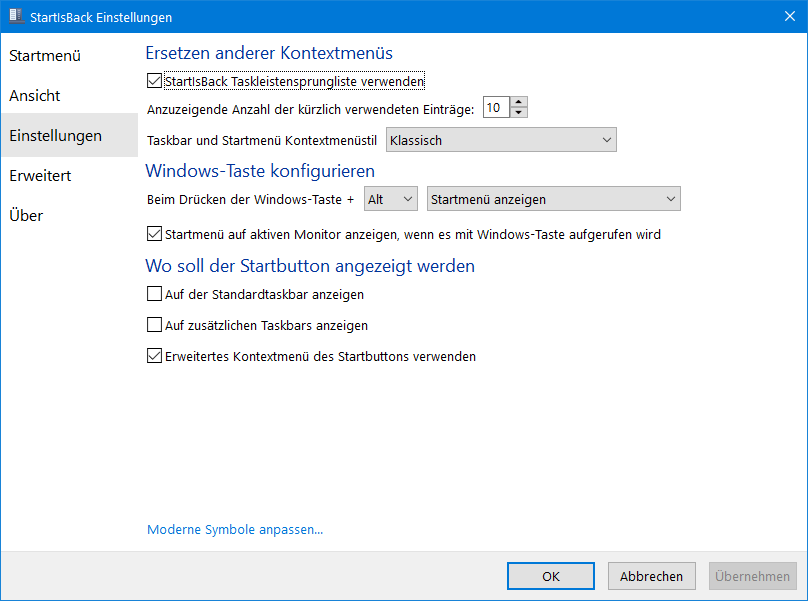 StartIsBack Einstellungen
Startmenü
Ansicht
Einstellungen
Erweitert
Über
Ersetzen anderer Kontextmenüs
StartIsBack Taskleistensprungliste verwenden
Anzuzeigende Anzahl der kürzlich verwendeten Einträge: 10
Taskbar und Startmenü Kontextmenüstil Klassisch
Windows-Taste konfigurieren
Beim Drücken der Windows-Taste + Alt Startmenü anzeigen
Startmenü auf aktiven Monitor anzeigen, wenn es mit Windows-Taste aufgerufen wird
Wo soll der Startbutton angezeigt werden
Auf der Standardtaskbar anzeigen
Auf zusätzlichen Taskbars anzeigen
Erweitertes Kontextmenü des Startbuttons verwenden
Moderne Symbole anpassen...
OK Abbrechen Übernehmen